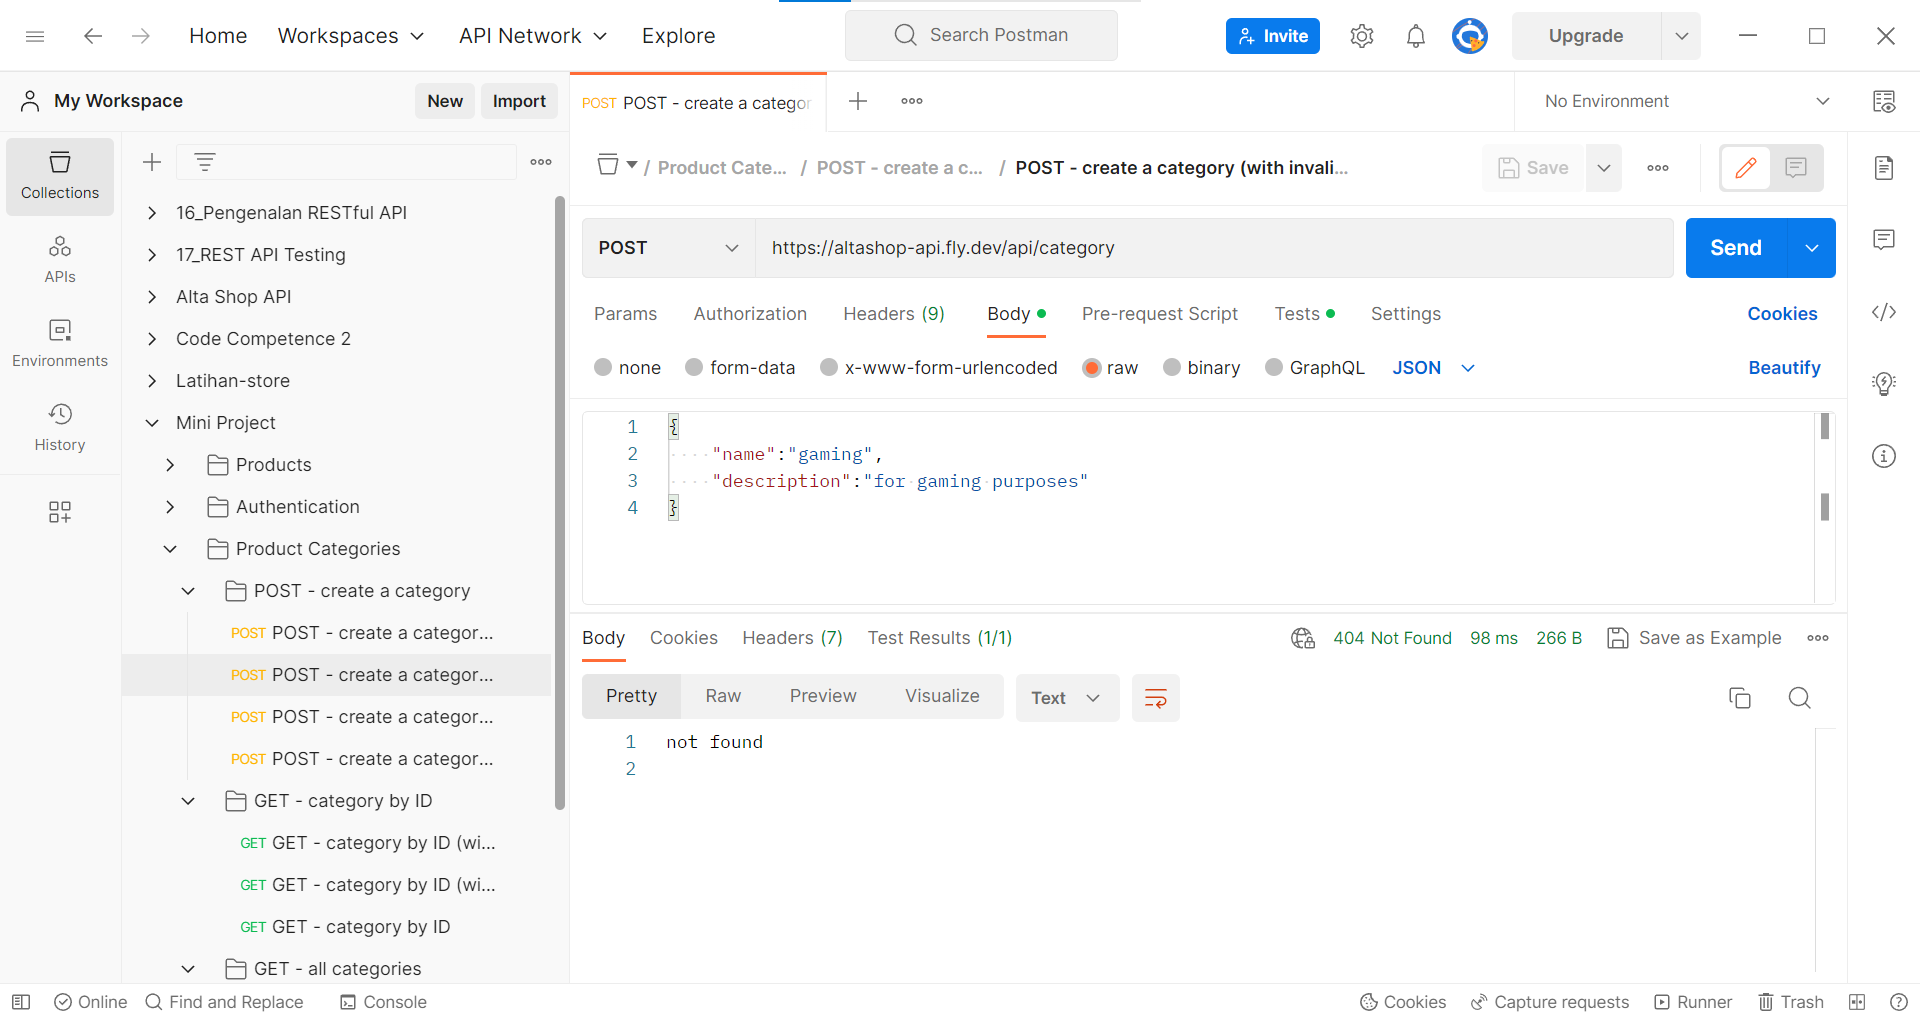 Home
Workspaces
API Network
Explore
Search Postman
Invite
Upgrade
My Workspace
New
Import
POST POST - create a categor
No Environment
Collections
APIs
Environments
History
16_Pengenalan RESTful API
17_REST API Testing
Alta Shop API
Code Competence 2
Latihan-store
Mini Project
Products
Authentication
Product Categories
POST - create a category
POST POST - create a categor...
POST POST - create a categor...
POST POST - create a categor...
POST POST - create a categor...
GET - category by ID
GET GET - category by ID (wi...
GET GET - category by ID (wi...
GET GET - category by ID
GET - all categories
/ Product Cate... / POST - create a c... / POST - create a category (with invali...
Save
POST
https://altashop-api.fly.dev/api/category
Send
Params
Authorization
Headers (9)
Body
Pre-request Script
Tests
Settings
Cookies
none
form-data
x-www-form-urlencoded
raw
binary
GraphQL
JSON
Beautify
1 {
2 "name":"gaming",
3 "description":"for gaming purposes"
4 }
Body
Cookies
Headers (7)
Test Results (1/1)
404 Not Found
98 ms
266 B
Save as Example
Pretty
Raw
Preview
Visualize
Text
1 not found
2
Online
Find and Replace
Console
Cookies
Capture requests
Runner
Trash